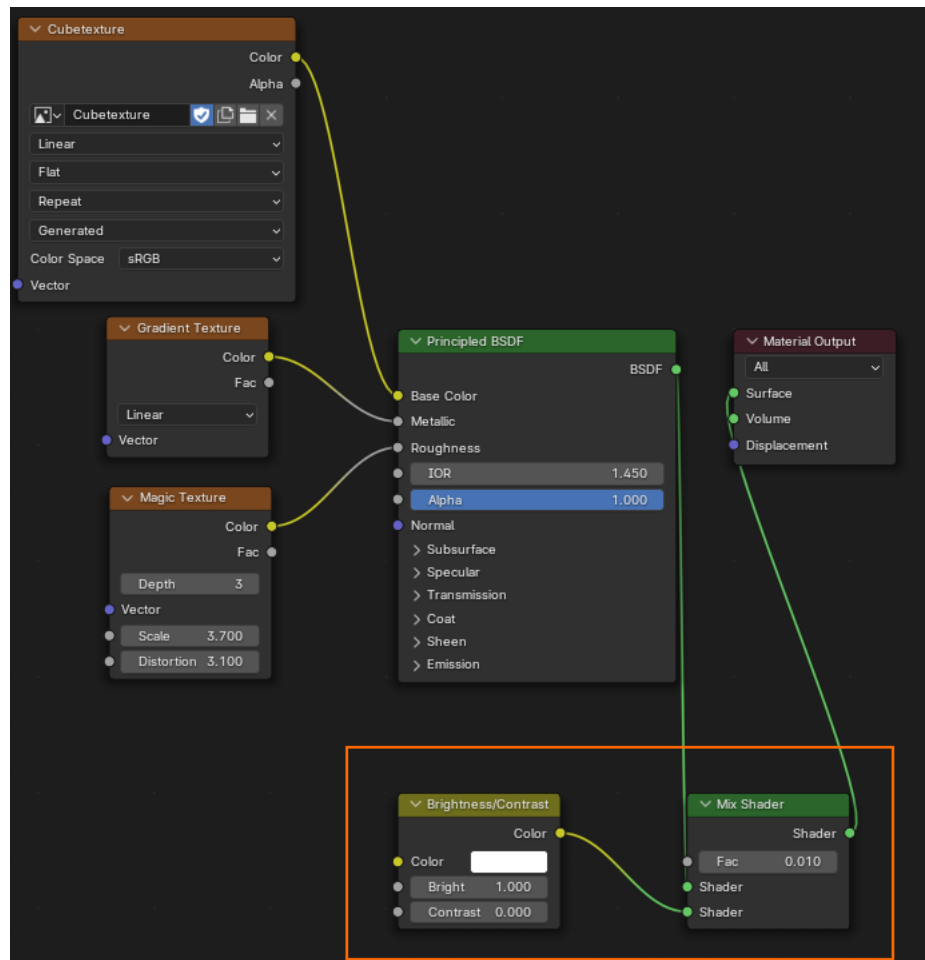 Cubetexture
Color
Alpha
Cubetexture
Linear
Flat
Repeat
Generated
Color Space sRGB
Vector
Gradient Texture
Color
Fac
Linear
Vector
Magic Texture
Color
Fac
Depth 3
Vector
Scale 3.700
Distortion 3.100
Principled BSDF
BSDF
Base Color
Metallic
Roughness
IOR 1.450
Alpha 1.000
Normal
Subsurface
Specular
Transmission
Coat
Sheen
Emission
Material Output
All
Surface
Volume
Displacement
Brightness/Contrast
Color
Color
Bright 1.000
Contrast 0.000
Mix Shader
Shader
Fac 0.010
Shader
Shader